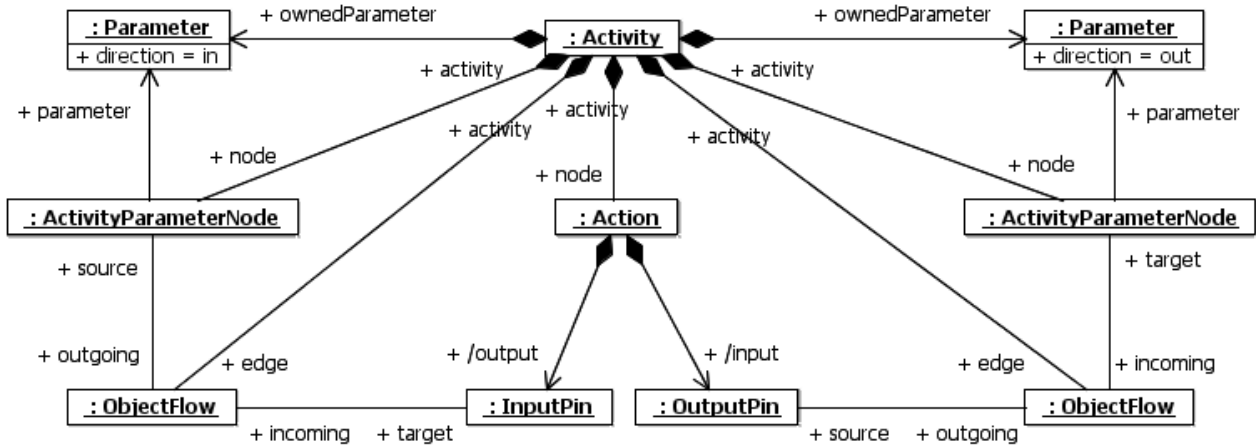 : Parameter
+ direction = in
+ ownedParameter
: Activity
+ ownedParameter
: Parameter
+ direction = out
+ activity
+ activity
+ activity
+ activity
+ activity
+ parameter
+ parameter
+ node
+ node
+ node
: ActivityParameterNode
: Action
: ActivityParameterNode
+ source
+ target
+ outgoing
+ edge
+ /output
+ /input
+ edge
+ incoming
: ObjectFlow
: InputPin
: OutputPin
: ObjectFlow
+ incoming
+ target
+ source
+ outgoing